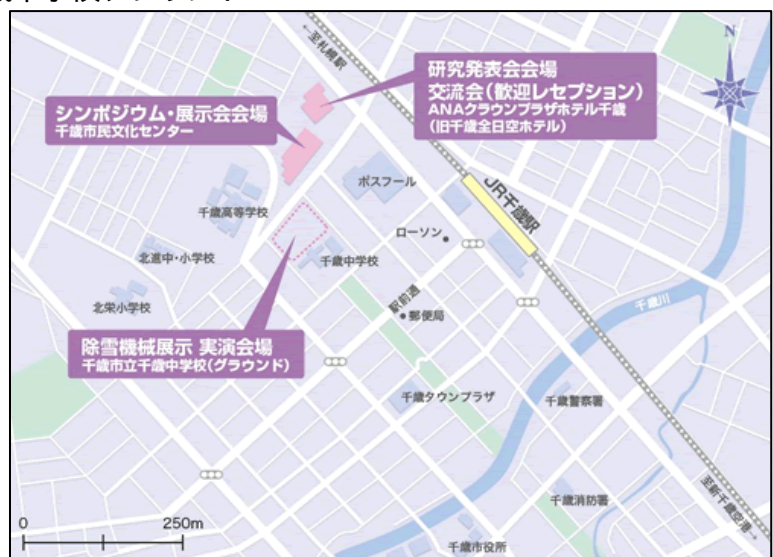 ←至札幌駅
N
研究発表会会場
交流会(歓迎レセプション)
ANAクラウンプラザホテル千歳
(旧千歳全日空ホテル)
シンポジウム・展示会会場
千歳市民文化センター
ポスフール
JR千歳駅
千歳高等学校
ローソン
北進中・小学校
千歳中学校
千歳川
北栄小学校
駅前通
郵便局
除雪機械展示 実演会場
千歳市立千歳中学校(グラウンド)
千歳タウンプラザ
千歳警察署
至新千歳空港→
千歳消防署
0 250m
千歳市役所